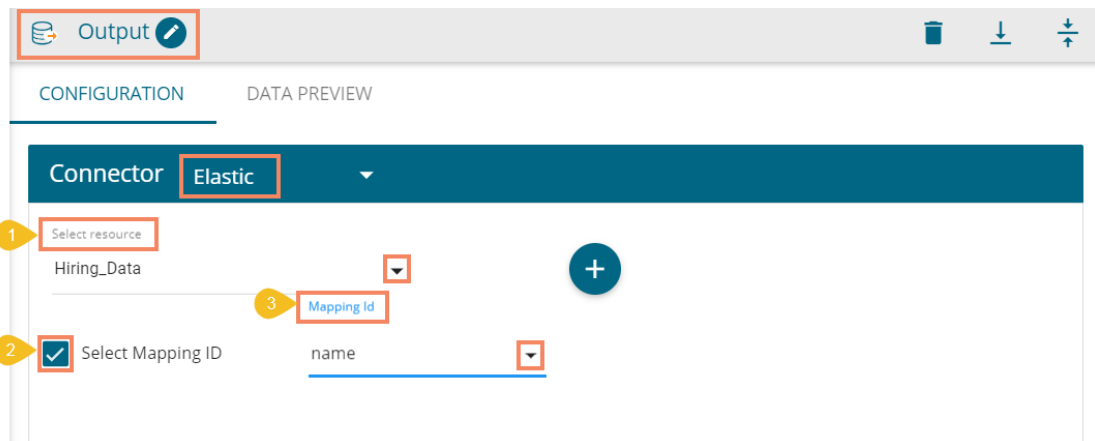 Output
CONFIGURATION DATA PREVIEW
Connector Elastic
1 Select resource
Hiring_Data
3 Mapping Id
2 Select Mapping ID name